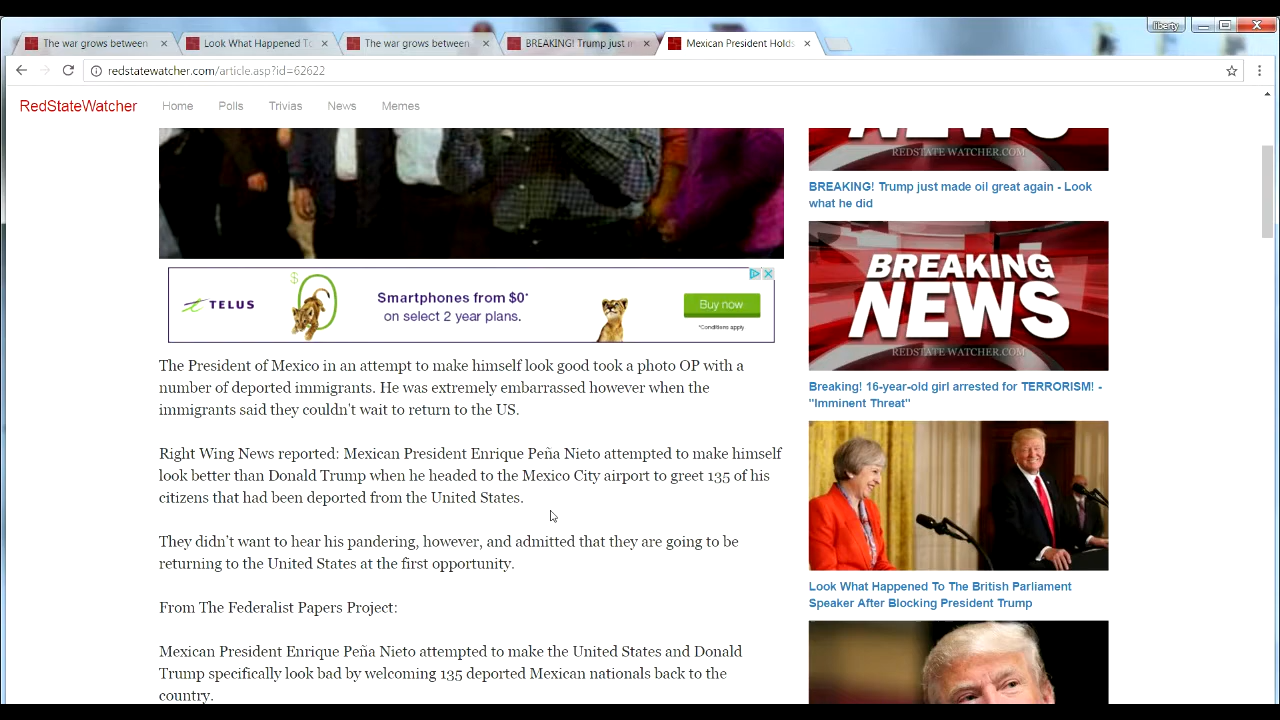 liberty
The war grows between
Look What Happened To
The war grows between
BREAKING! Trump just m
Mexican President Holds
redstatewatcher.com/article.asp?id=62622
RedStateWatcher Home Polls Trivias News Memes
TELUS
$
Smartphones from $0*
on select 2 year plans.
Buy now
*Conditions apply
The President of Mexico in an attempt to make himself look good took a photo OP with a
number of deported immigrants. He was extremely embarrassed however when the
immigrants said they couldn't wait to return to the US.
Right Wing News reported: Mexican President Enrique Peña Nieto attempted to make himself
look better than Donald Trump when he headed to the Mexico City airport to greet 135 of his
citizens that had been deported from the United States.
They didn't want to hear his pandering, however, and admitted that they are going to be
returning to the United States at the first opportunity.
From The Federalist Papers Project:
Mexican President Enrique Peña Nieto attempted to make the United States and Donald
Trump specifically look bad by welcoming 135 deported Mexican nationals back to the
country.
NEWS
REDSTATE WATCHER.COM
BREAKING! Trump just made oil great again - Look
what he did
BREAKING
NEWS
Breaking! 16-year-old girl arrested for TERRORISM! -
"Imminent Threat"
Look What Happened To The British Parliament
Speaker After Blocking President Trump